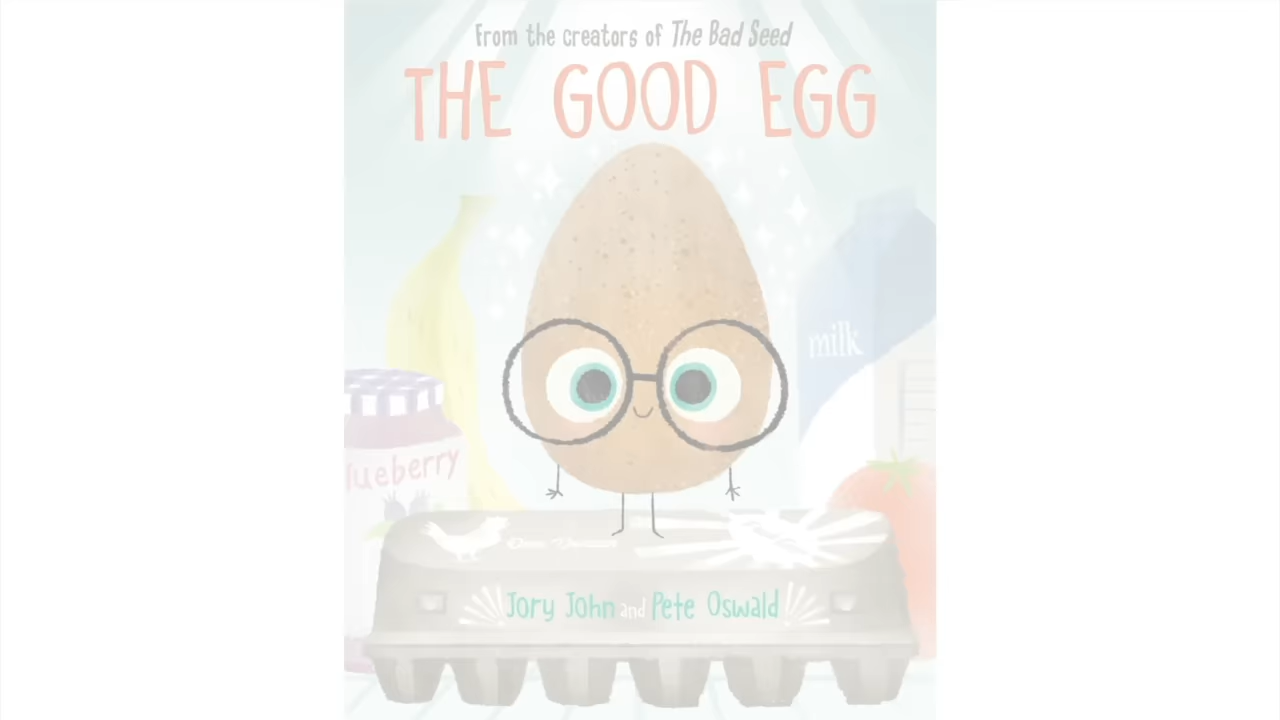 From the creators of The Bad Seed
THE GOOD EGG
milk
lueberry
Jory John and Pete Oswald